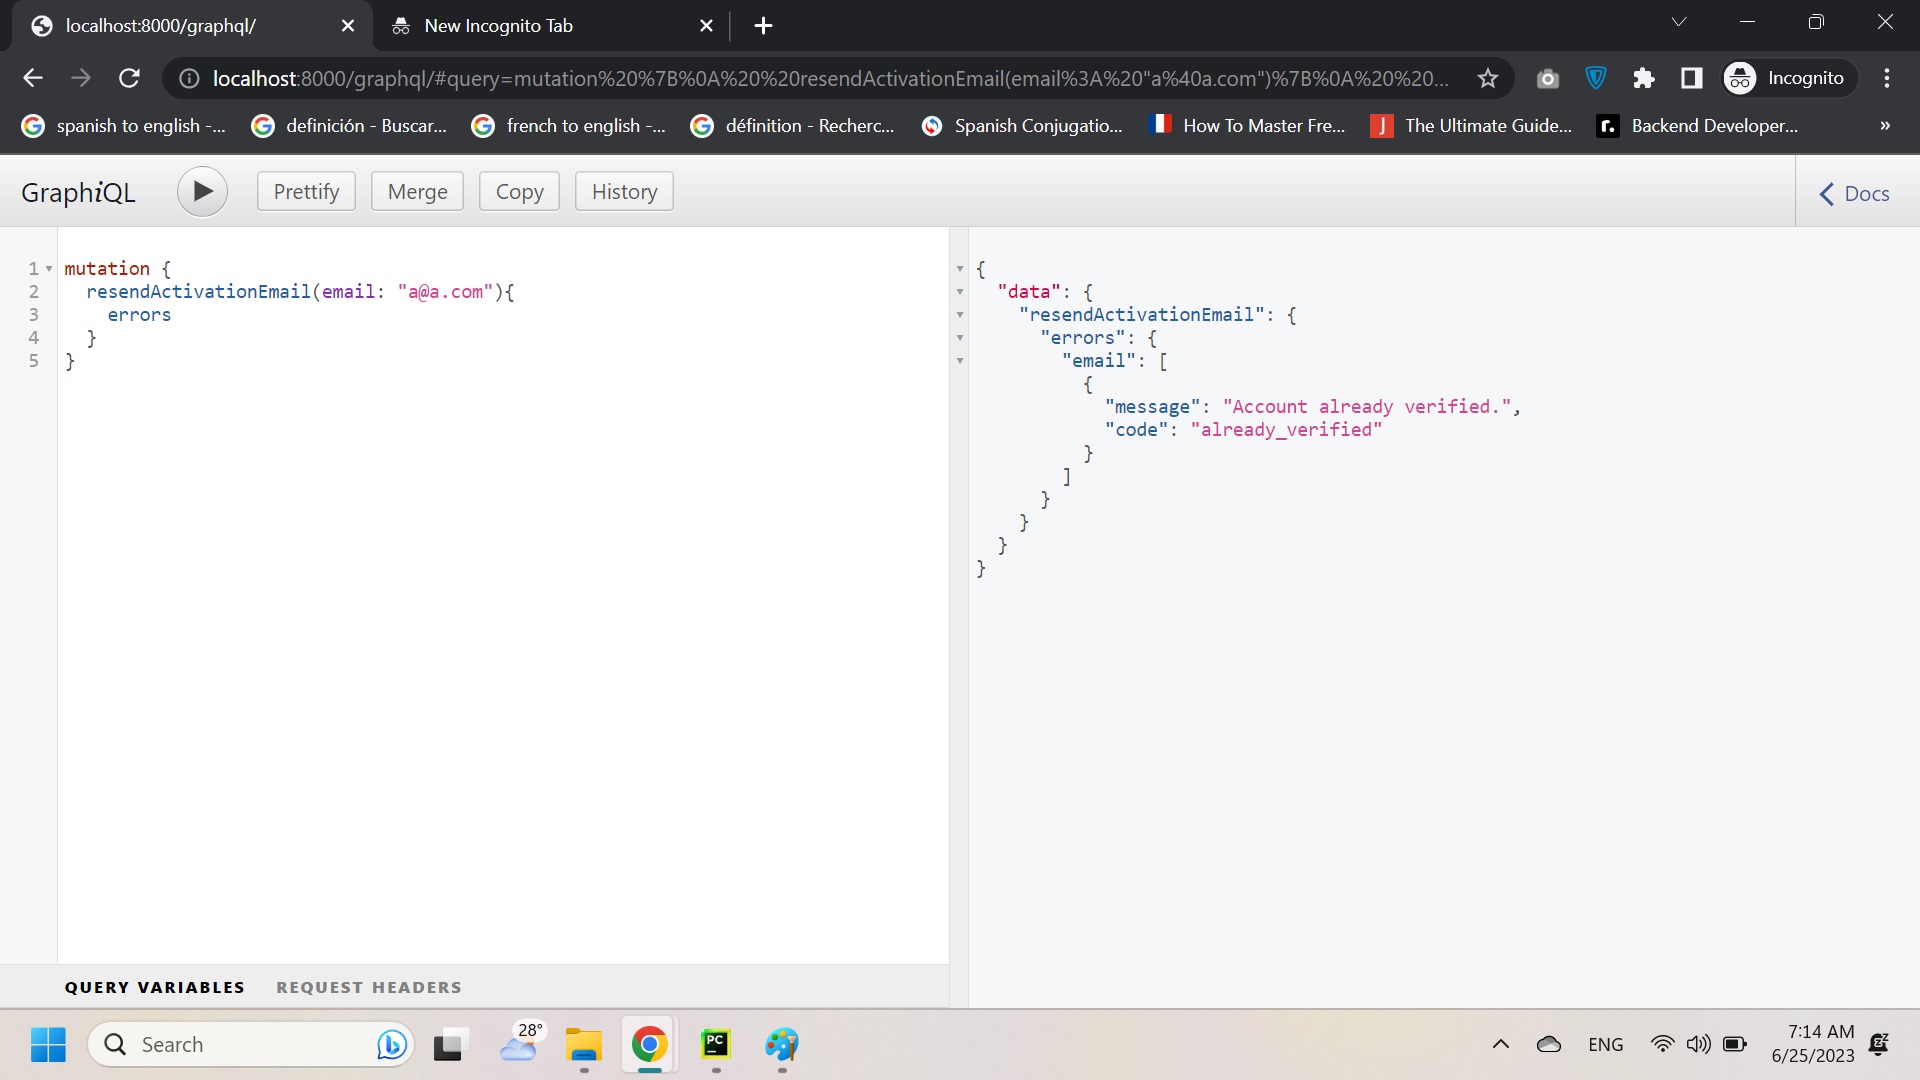 localhost:8000/graphql/
New Incognito Tab
localhost:8000/graphql/#query=mutation%20%7B%0A%20%20resendActivationEmail(email%3A%20"a%40a.com")%7B%0A%20%20...
Incognito
spanish to english -...
definición - Buscar...
french to english -...
définition - Recherc...
Spanish Conjugatio...
How To Master Fre...
J The Ultimate Guide...
r. Backend Developer...
»
GraphiQL
Prettify
Merge
Copy
History
Docs
1 mutation {
2 resendActivationEmail(email: "a@a.com"){
3 errors
4 }
5 }
{
"data": {
"resendActivationEmail": {
"errors": {
"email": [
{
"message": "Account already verified.",
"code": "already_verified"
}
]
}
}
}
}
QUERY VARIABLES
REQUEST HEADERS
Search
28°
PC
ENG
7:14 AM
6/25/2023